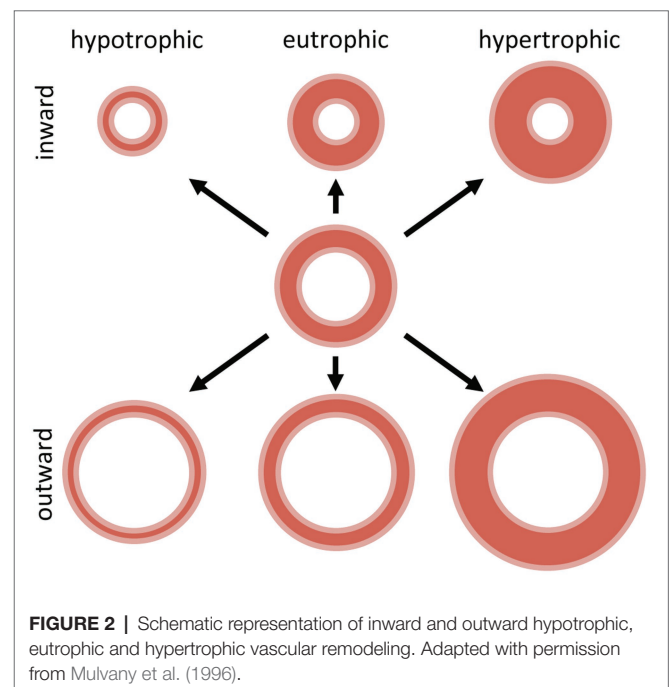 hypotrophic eutrophic hypertrophic
inward
outward
FIGURE 2 | Schematic representation of inward and outward hypotrophic,
eutrophic and hypertrophic vascular remodeling. Adapted with permission
from Mulvany et al. (1996).